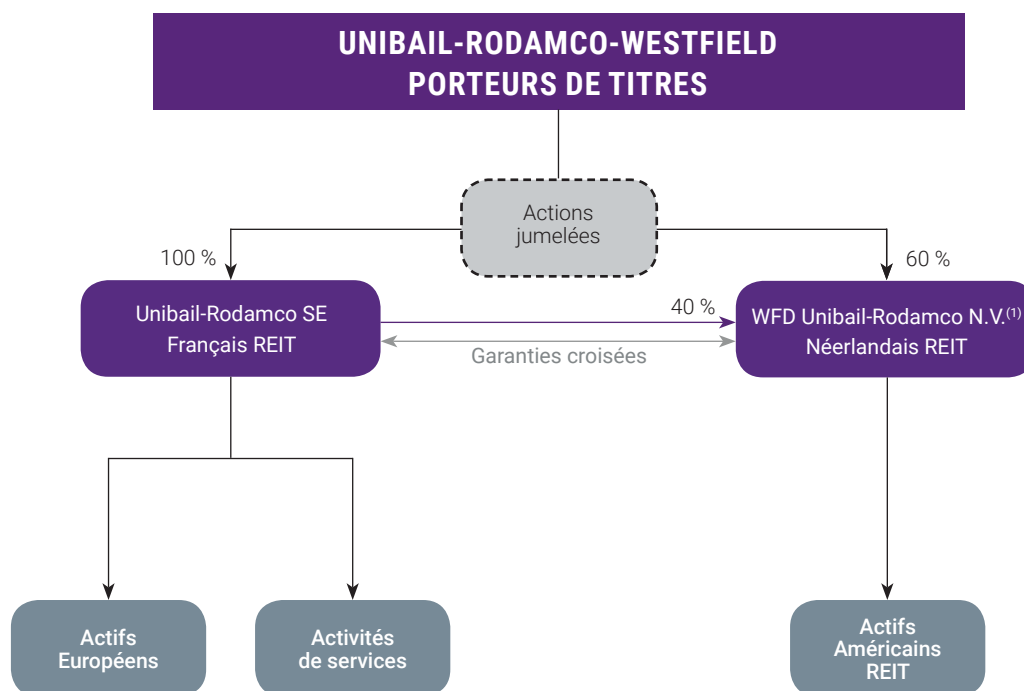 UNIBAIL-RODAMCO-WESTFIELD
PORTEURS DE TITRES
Actions
jumelées
100 %
60 %
Unibail-Rodamco SE
Français REIT
40 %
Garanties croisées
WFD Unibail-Rodamco N.V.(1)
Néerlandais REIT
Actifs
Européens
Activités
de services
Actifs
Américains
REIT